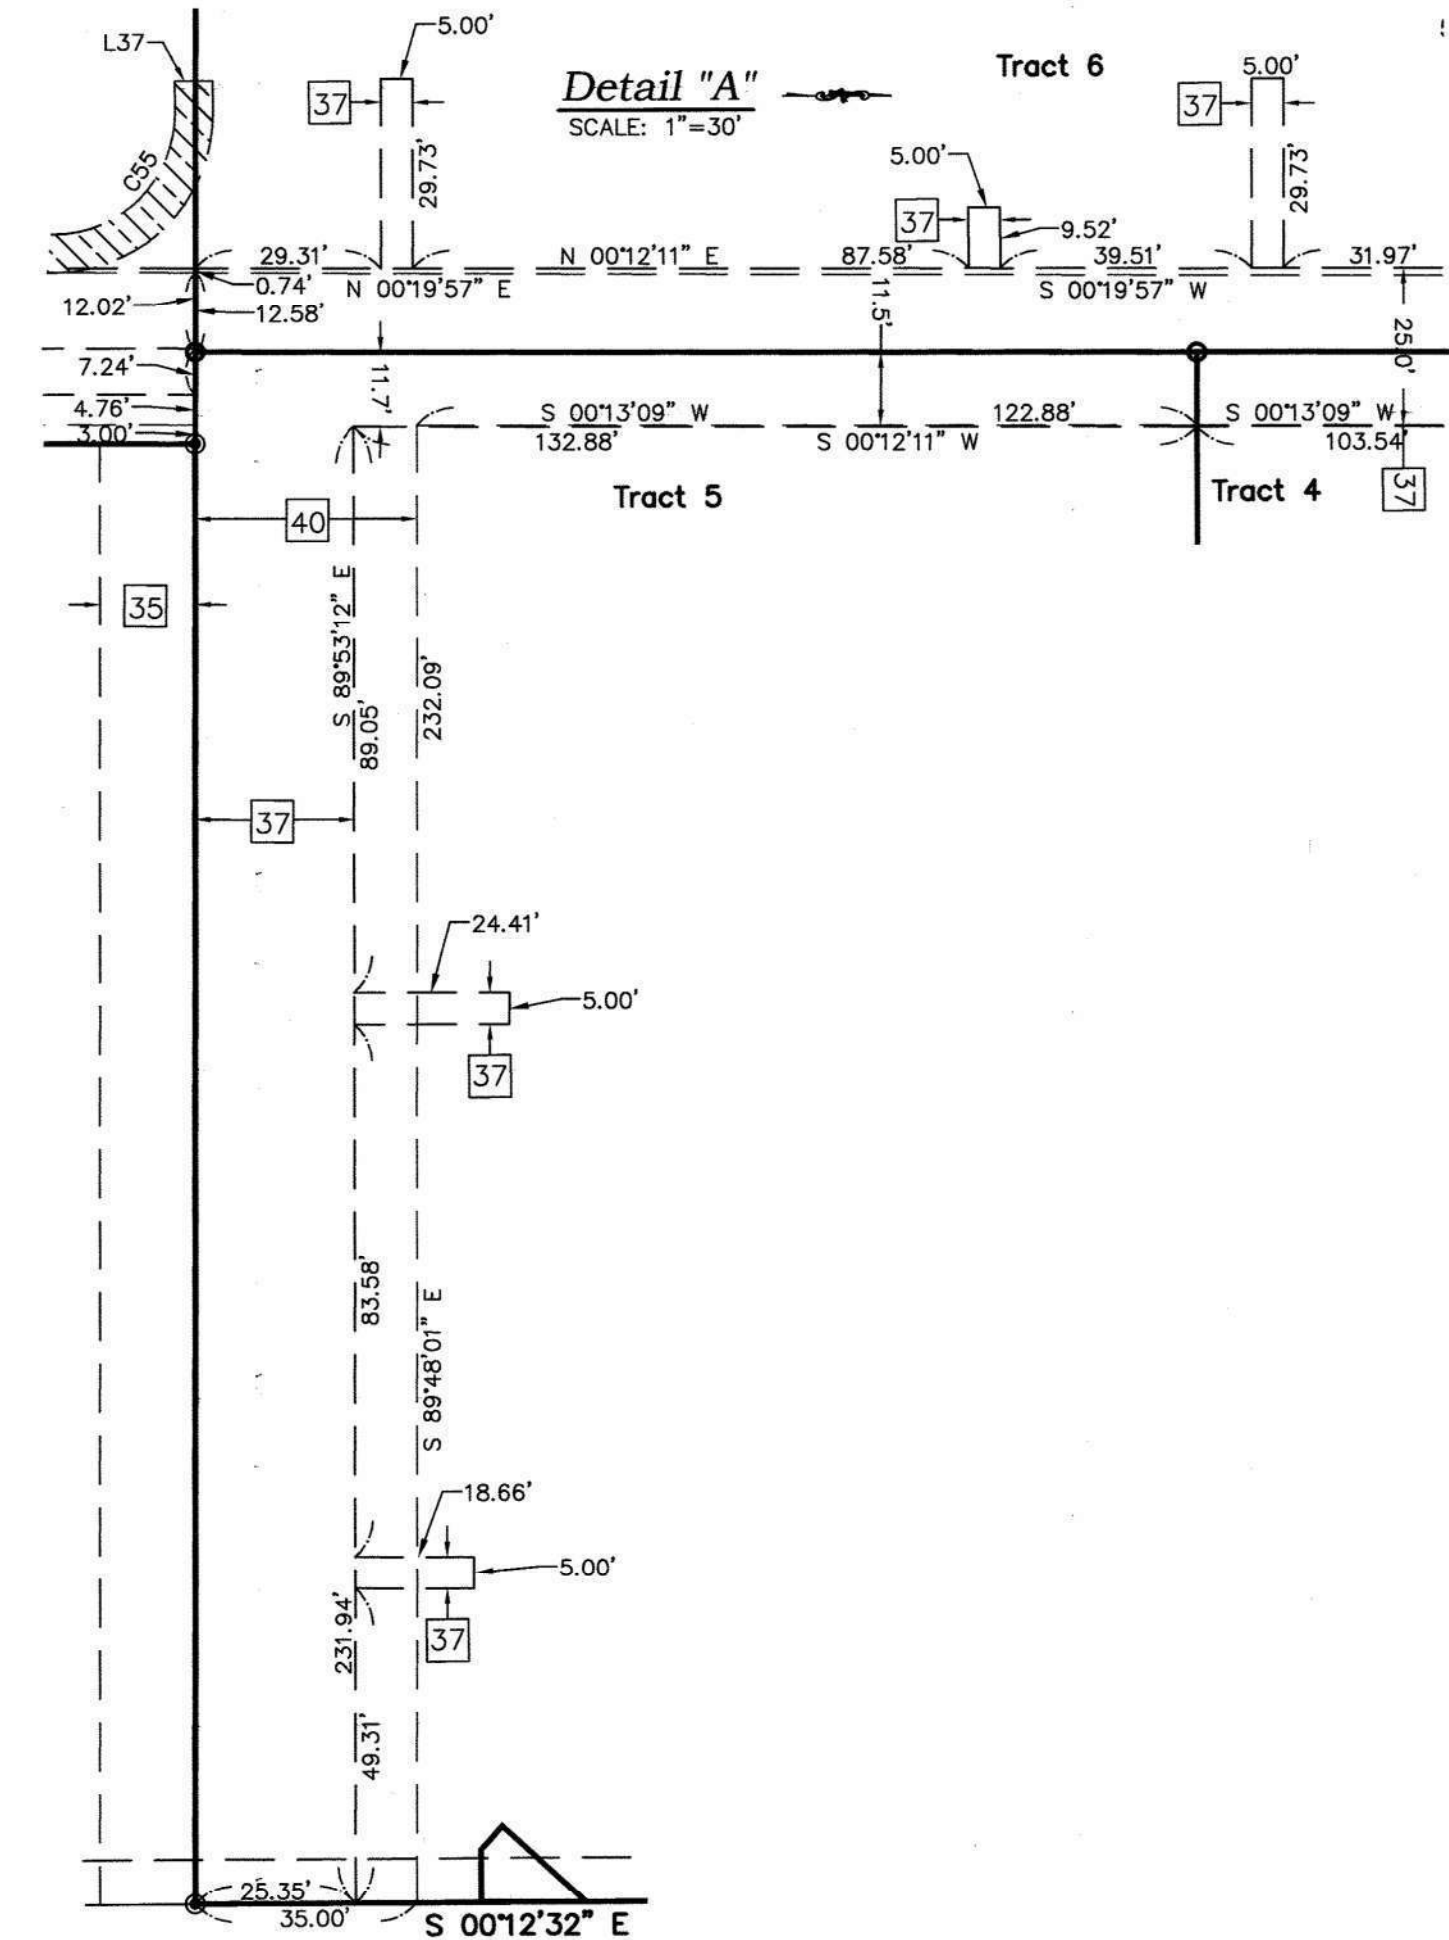 L37
5.00'
37
29.73'
Detail "A"
SCALE: 1"=30'
Tract 6
5.00'
37
29.73'
C55
5.00'
37
9.52'
29.31'
N 00°12'11" E
87.58'
39.51'
31.97'
0.74'
N 00°19'57" E
S 00°19'57" W
12.02'
12.58'
11.5'
25.0'
7.24'
11.7'
4.76'
3.00'
S 00°13'09" W
122.88'
S 00°13'09" W
132.88'
S 00°12'11" W
103.54'
Tract 5
Tract 4
37
40
35
S 89°53'12" E
89.05'
232.09'
37
24.41'
5.00'
37
83.58'
S 89°48'01" E
18.66'
5.00'
37
231.94'
49.31'
25.35'
35.00'
S 00°12'32" E